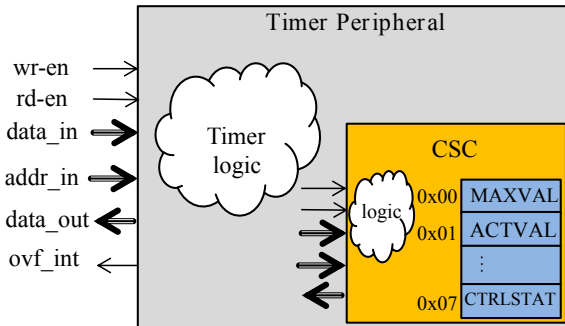 Timer Peripheral
wr-en
rd-en
data_in
addr_in
data_out
ovf_int
Timer
logic
CSC
logic
0x00 MAXVAL
0x01 ACTVAL
⋮
0x07 CTRLSTAT